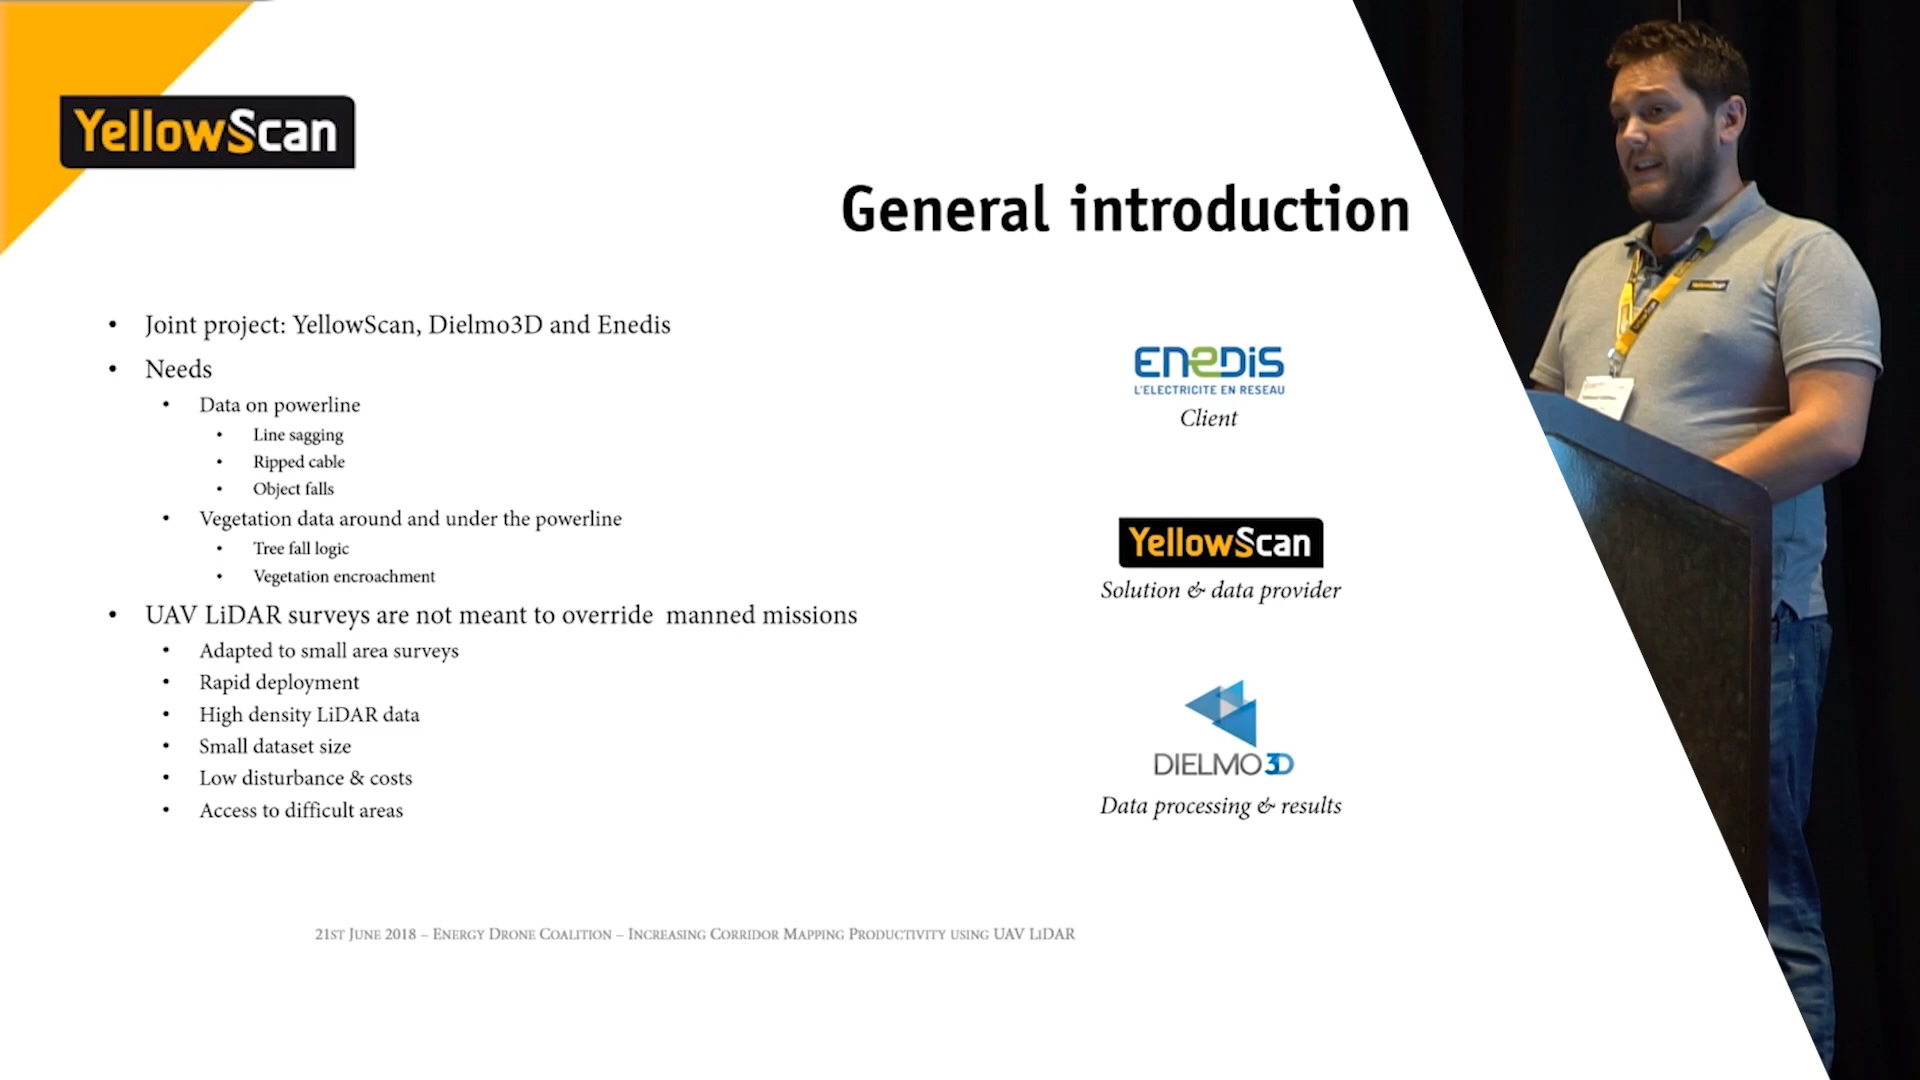 YellowScan
General introduction
• Joint project: YellowScan, Dielmo3D and Enedis
• Needs
• Data on powerline
• Line sagging
• Ripped cable
• Object falls
• Vegetation data around and under the powerline
• Tree fall logic
• Vegetation encroachment
• UAV LiDAR surveys are not meant to override manned missions
• Adapted to small area surveys
• Rapid deployment
• High density LiDAR data
• Small dataset size
• Low disturbance & costs
• Access to difficult areas
ENEDIS
L'ELECTRICITE EN RESEAU
Client
YellowScan
Solution & data provider
DIELMO 3D
Data processing & results
21ST JUNE 2018 – ENERGY DRONE COALITION – INCREASING CORRIDOR MAPPING PRODUCTIVITY USING UAV LIDAR
YellowScan